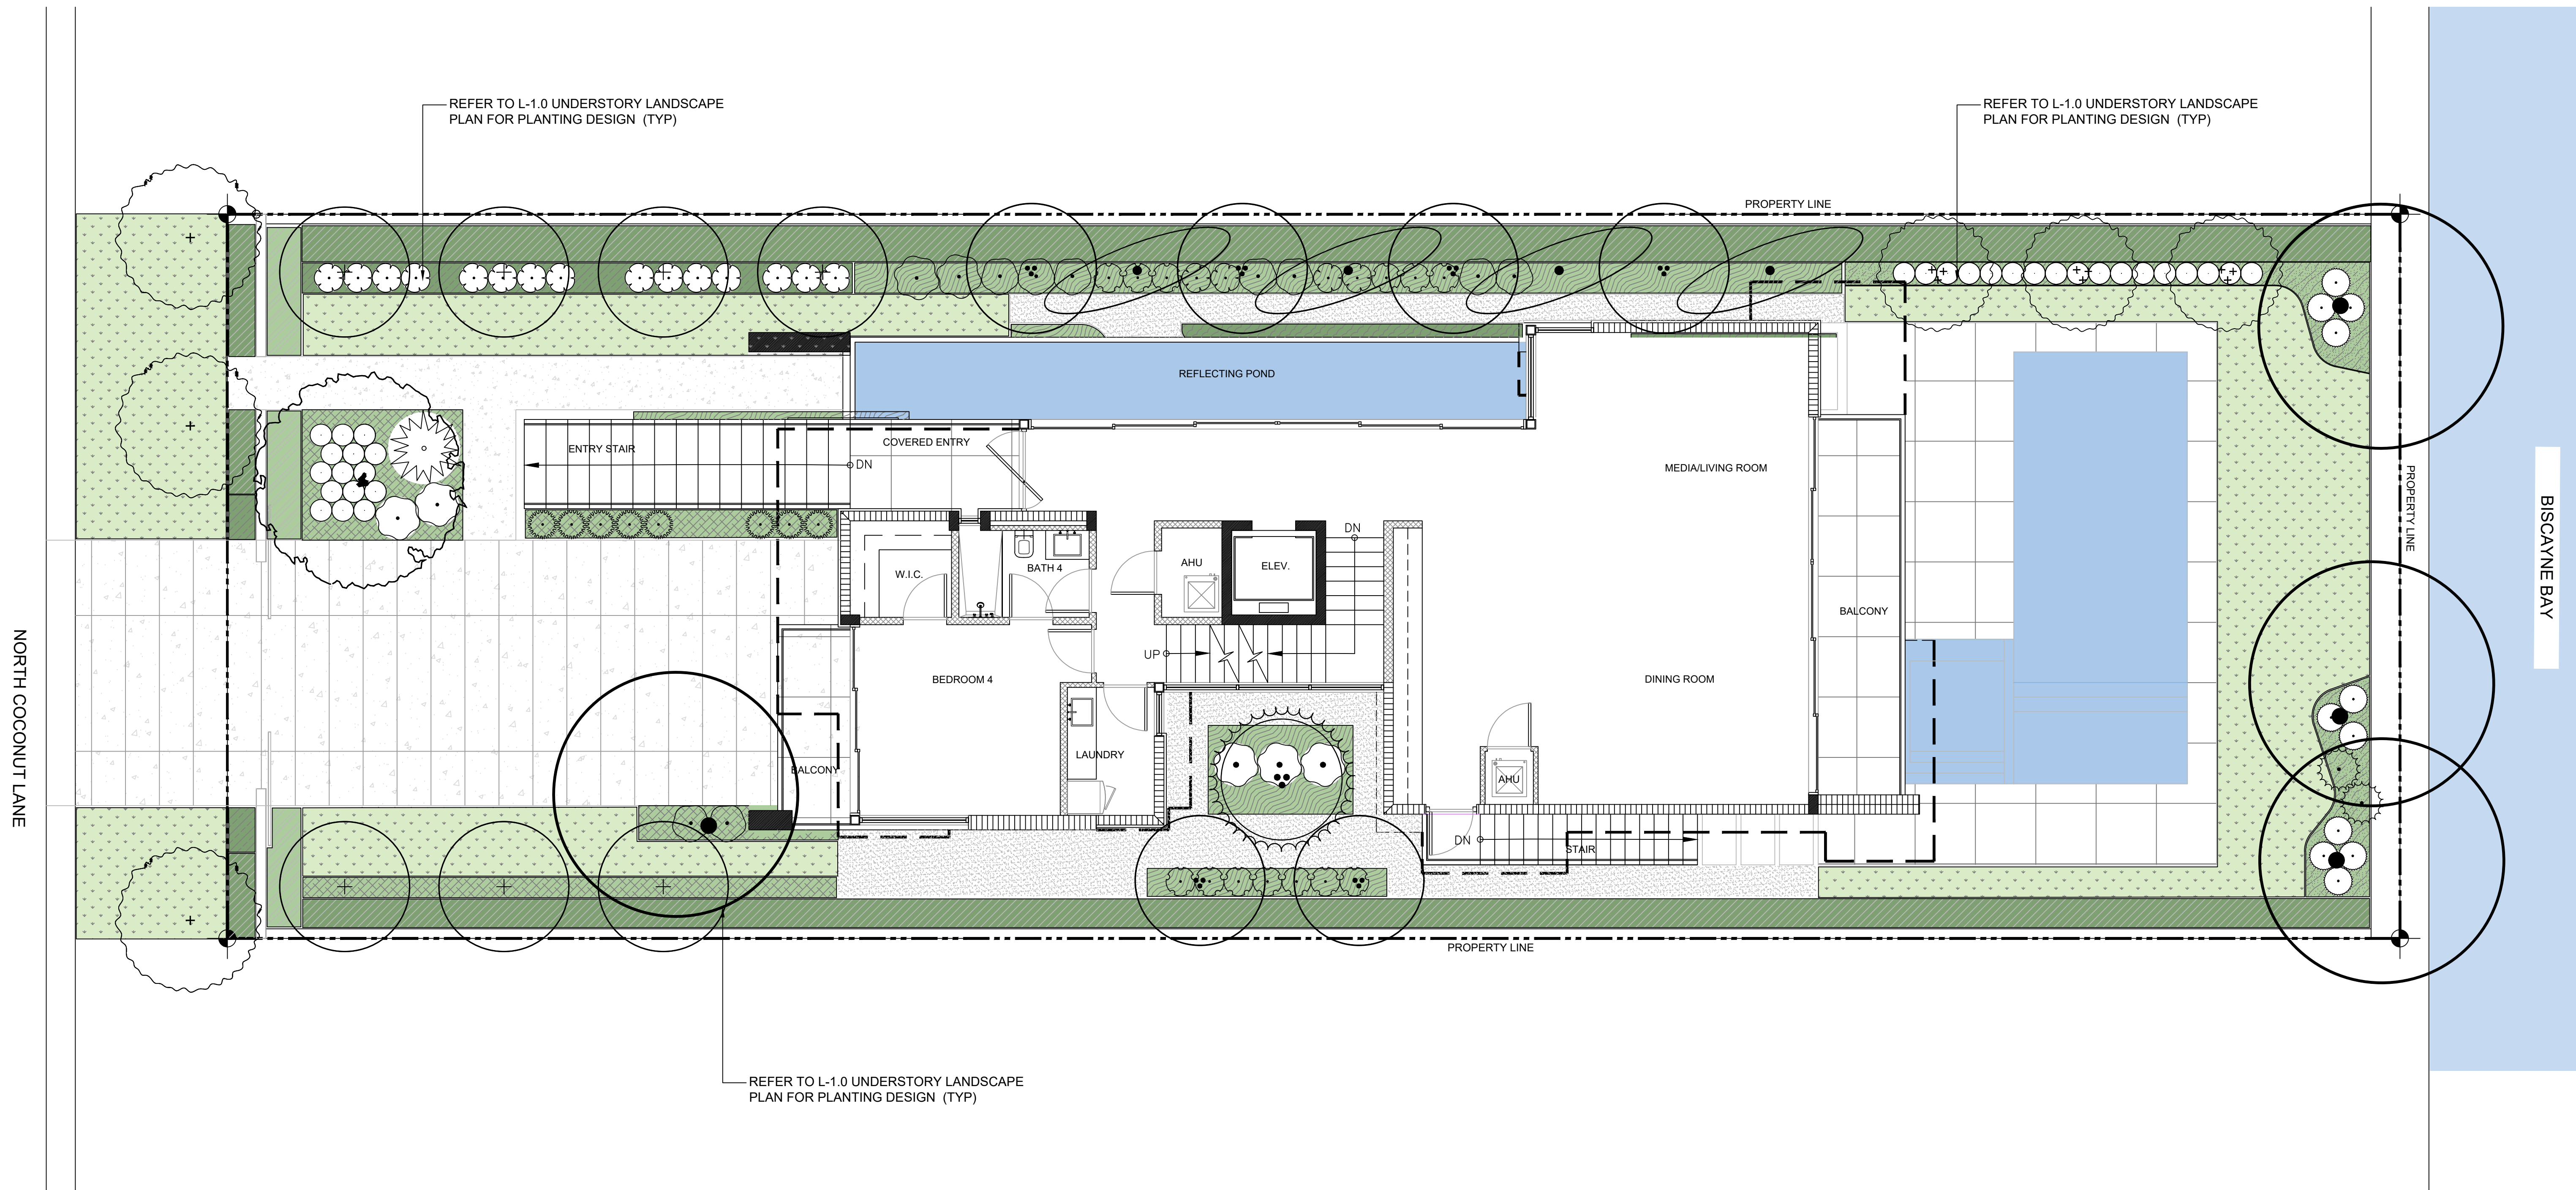 REFER TO L-1.0 UNDERSTORY LANDSCAPE
PLAN FOR PLANTING DESIGN (TYP)
REFER TO L-1.0 UNDERSTORY LANDSCAPE
PLAN FOR PLANTING DESIGN (TYP)
PROPERTY LINE
REFLECTING POND
ENTRY STAIR
COVERED ENTRY
DN
MEDIA/LIVING ROOM
PROPERTY LINE
BISCAYNE BAY
DN
W.I.C.
BATH 4
AHU
ELEV.
BALCONY
UP
BEDROOM 4
DINING ROOM
NORTH COCONUT LANE
LAUNDRY
BALCONY
AHU
DN
STAIR
PROPERTY LINE
REFER TO L-1.0 UNDERSTORY LANDSCAPE
PLAN FOR PLANTING DESIGN (TYP)